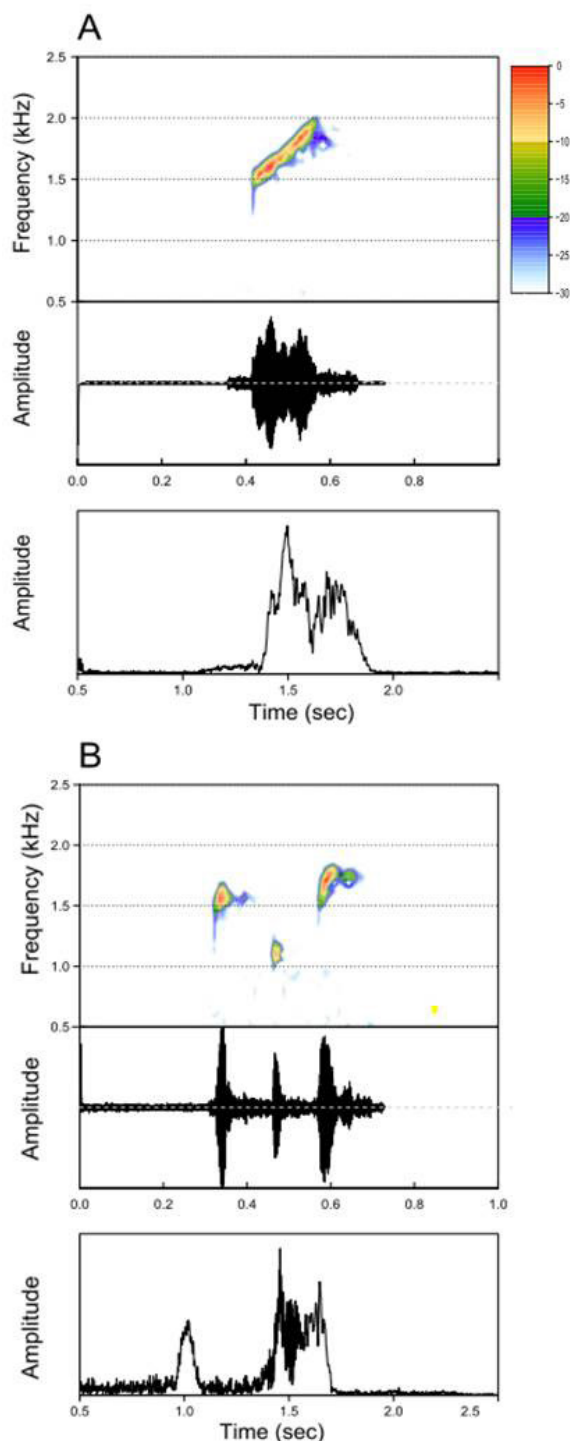 A
2.5
2.0
1.5
1.0
0.5
Frequency (kHz)
0
-5
-10
-15
-20
-25
-30
Amplitude
0.0 0.2 0.4 0.6 0.8
Amplitude
0.5 1.0 1.5 2.0
Time (sec)
B
2.5
2.0
1.5
1.0
0.5
Frequency (kHz)
Amplitude
0.0 0.2 0.4 0.6 0.8 1.0
Amplitude
0.5 1.0 1.5 2.0 2.5
Time (sec)